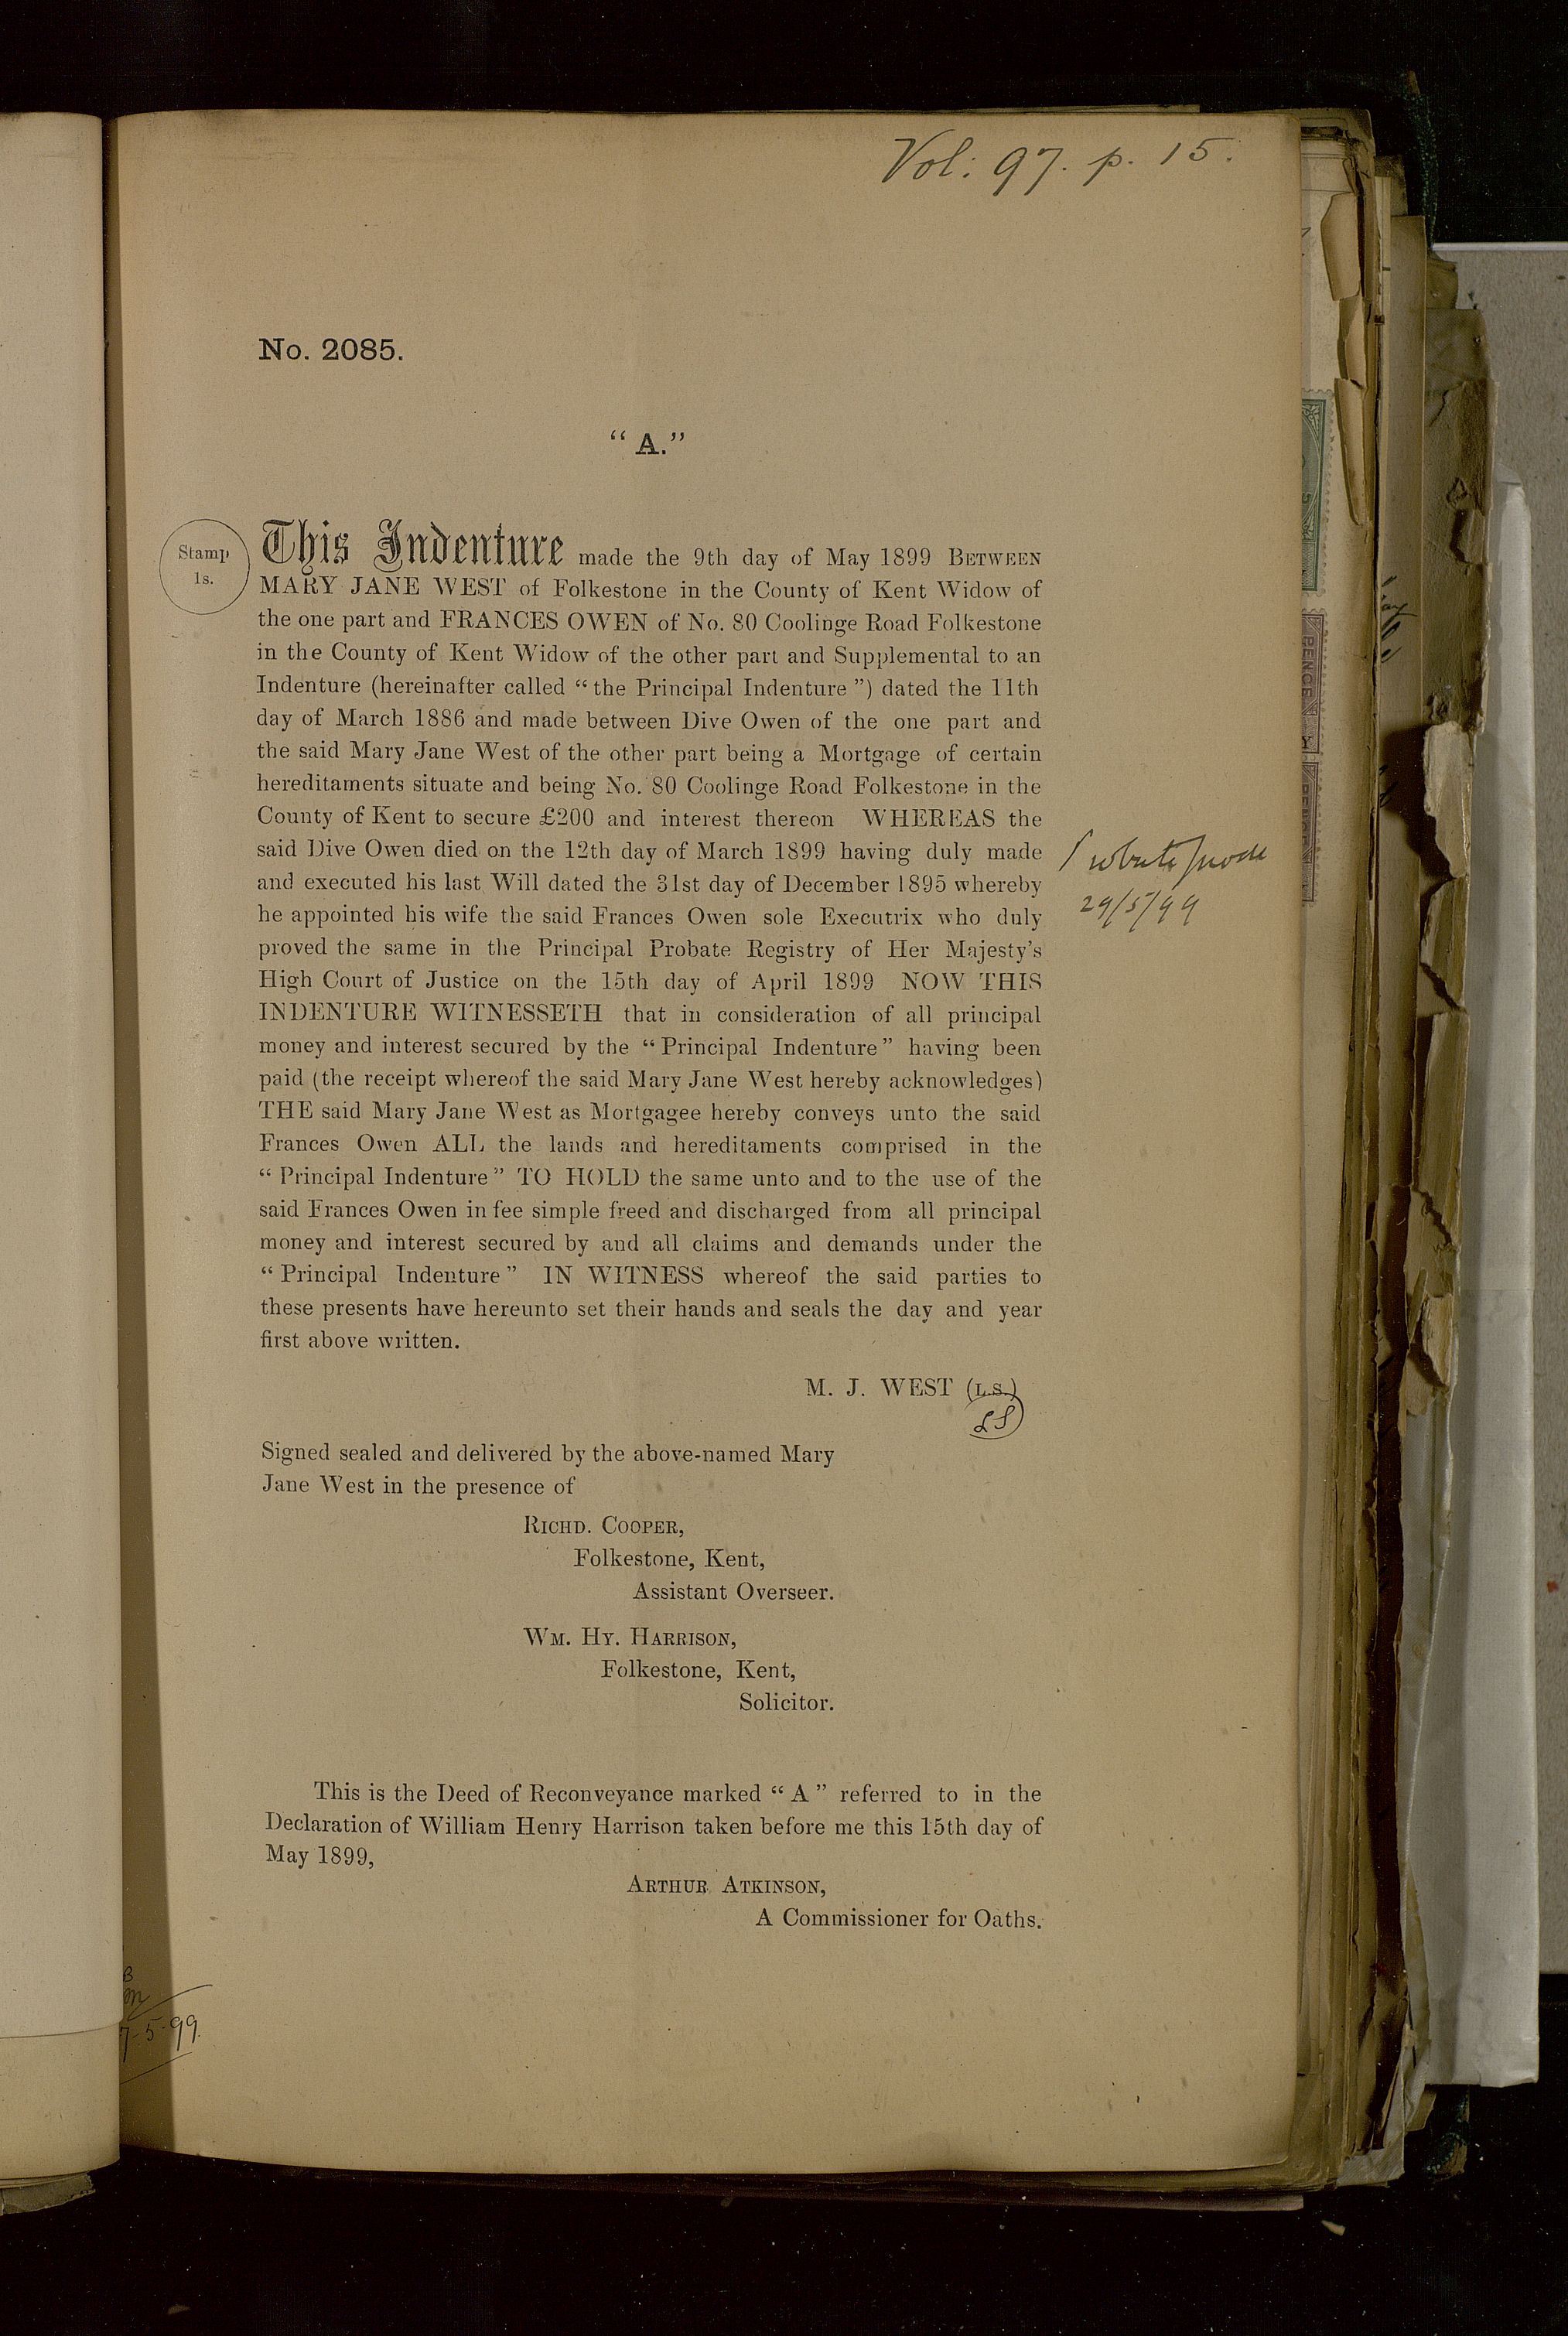 Vol: 97. p. 15.
No. 2085.
“ A.”
Stamp
1s.
This Indenture made the 9th day of May 1899 BETWEEN
MARY JANE WEST of Folkestone in the County of Kent Widow of
the one part and FRANCES OWEN of No. 80 Coolinge Road Folkestone
in the County of Kent Widow of the other part and Supplemental to an
Indenture (hereinafter called “ the Principal Indenture ”) dated the 11th
day of March 1886 and made between Dive Owen of the one part and
the said Mary Jane West of the other part being a Mortgage of certain
hereditaments situate and being No. 80 Coolinge Road Folkestone in the
County of Kent to secure £200 and interest thereon WHEREAS the
said Dive Owen died on the 12th day of March 1899 having duly made
and executed his last Will dated the 31st day of December 1895 whereby
he appointed his wife the said Frances Owen sole Executrix who duly
proved the same in the Principal Probate Registry of Her Majesty’s
High Court of Justice on the 15th day of April 1899 NOW THIS
INDENTURE WITNESSETH that in consideration of all principal
money and interest secured by the “ Principal Indenture ” having been
paid (the receipt whereof the said Mary Jane West hereby acknowledges)
THE said Mary Jane West as Mortgagee hereby conveys unto the said
Frances Owen ALL the lands and hereditaments comprised in the
“ Principal Indenture ” TO HOLD the same unto and to the use of the
said Frances Owen in fee simple freed and discharged from all principal
money and interest secured by and all claims and demands under the
“ Principal Indenture ” IN WITNESS whereof the said parties to
these presents have hereunto set their hands and seals the day and year
first above written.
Probate
29/5/99
M. J. WEST (L.S.)
LS
Signed sealed and delivered by the above-named Mary
Jane West in the presence of
RICHD. COOPER,
Folkestone, Kent,
Assistant Overseer.
WM. HY. HARRISON,
Folkestone, Kent,
Solicitor.
This is the Deed of Reconveyance marked “ A ” referred to in the
Declaration of William Henry Harrison taken before me this 15th day of
May 1899,
ARTHUR ATKINSON,
A Commissioner for Oaths.
7-5-99
PENCE